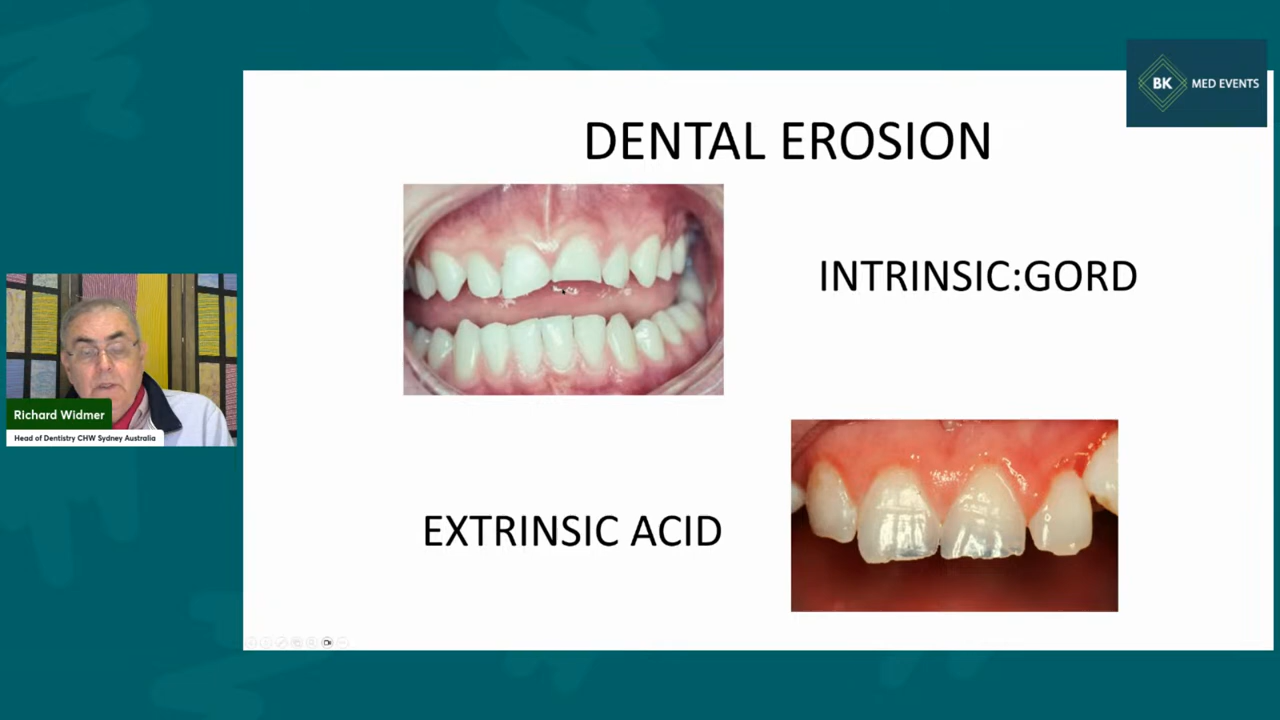 BK MED EVENTS
DENTAL EROSION
INTRINSIC:GORD
Richard Widmer
Head of Dentistry CHW Sydney Australia
EXTRINSIC ACID